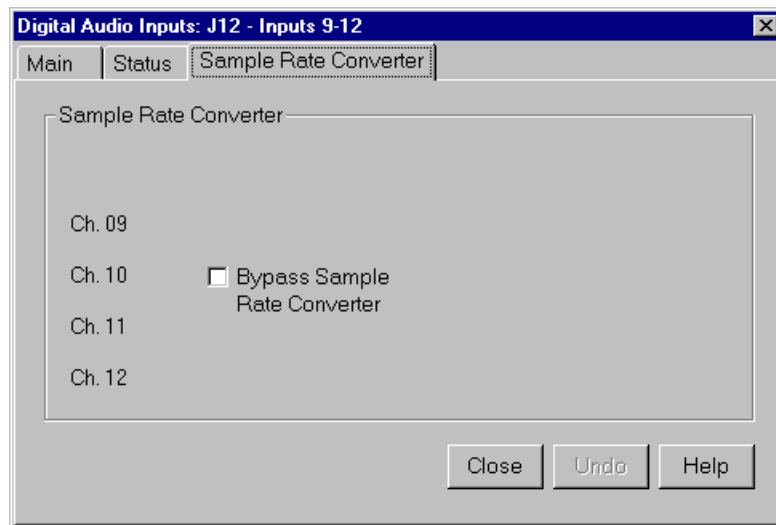 Digital Audio Inputs: J12 - Inputs 9-12
Main Status Sample Rate Converter
Sample Rate Converter
Ch. 09
Ch. 10
Bypass Sample
Rate Converter
Ch. 11
Ch. 12
Close Undo Help